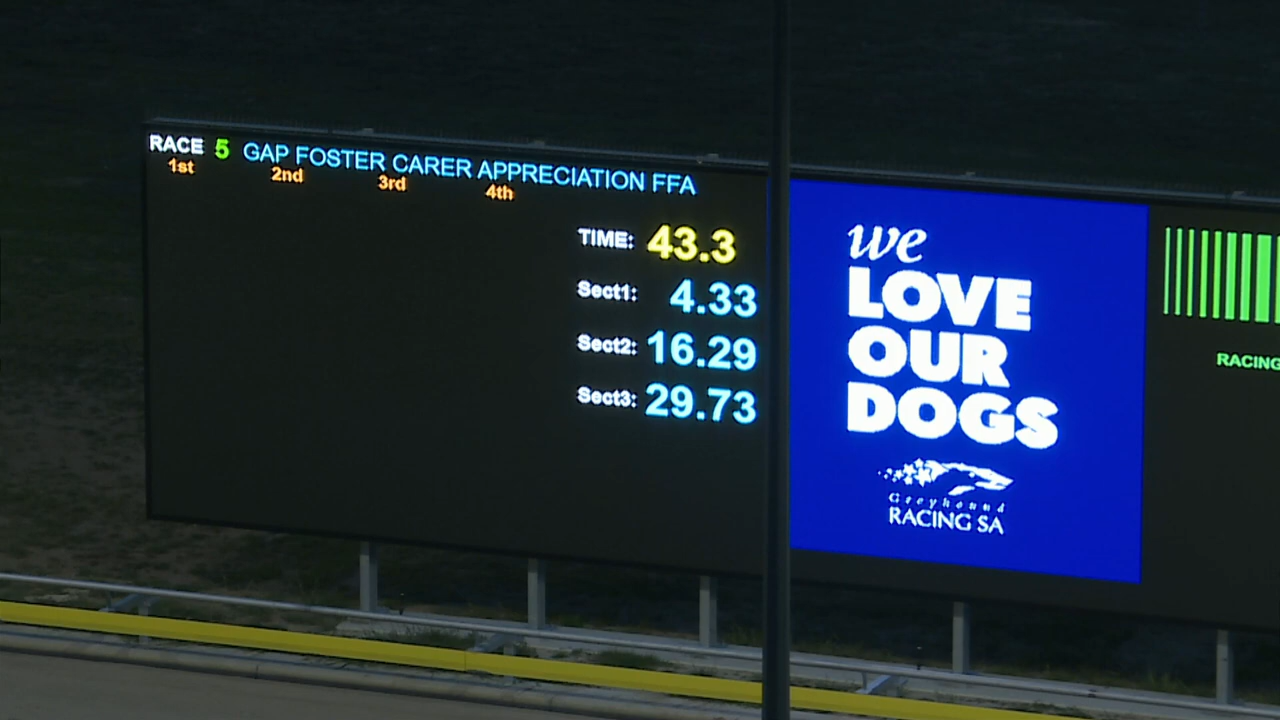 RACE 5 GAP FOSTER CARER APPRECIATION FFA
1st 2nd 3rd 4th
TIME: 43.3
Sect1: 4.33
Sect2: 16.29
Sect3: 29.73
we
LOVE
OUR
DOGS
Greyhound
RACING SA
RACING